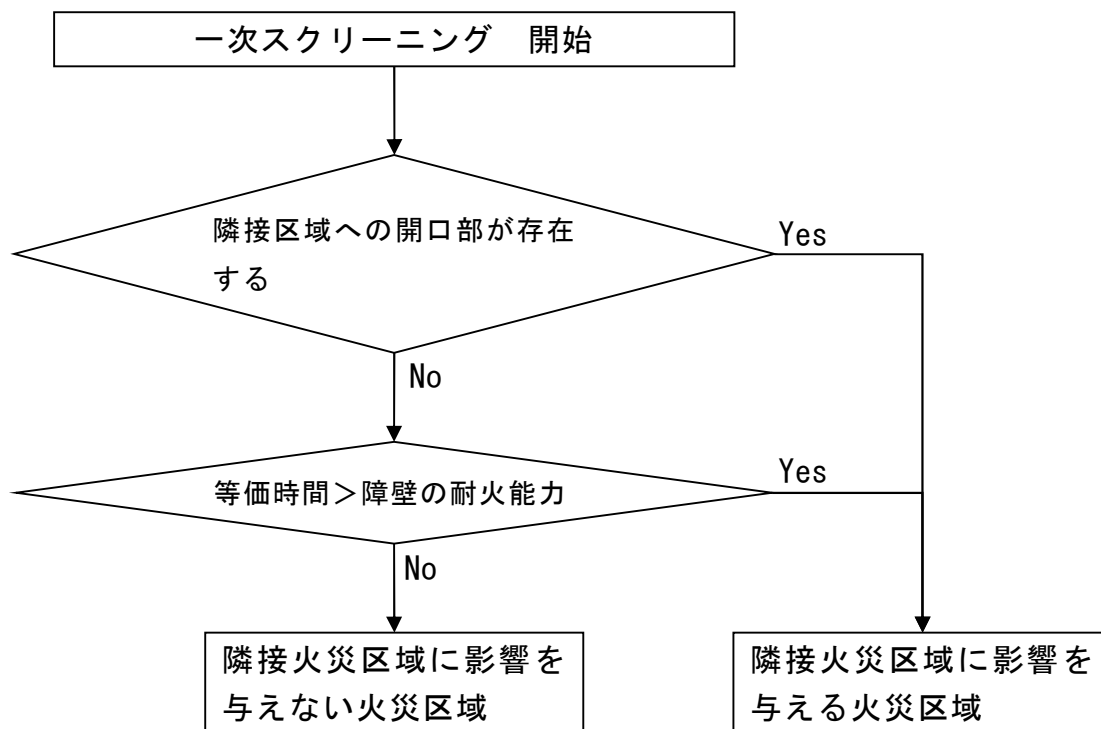 一次スクリーニング　開始
隣接区域への開口部が存在
する
Yes
No
等価時間＞障壁の耐火能力
Yes
No
隣接火災区域に影響を
与えない火災区域
隣接火災区域に影響を
与える火災区域